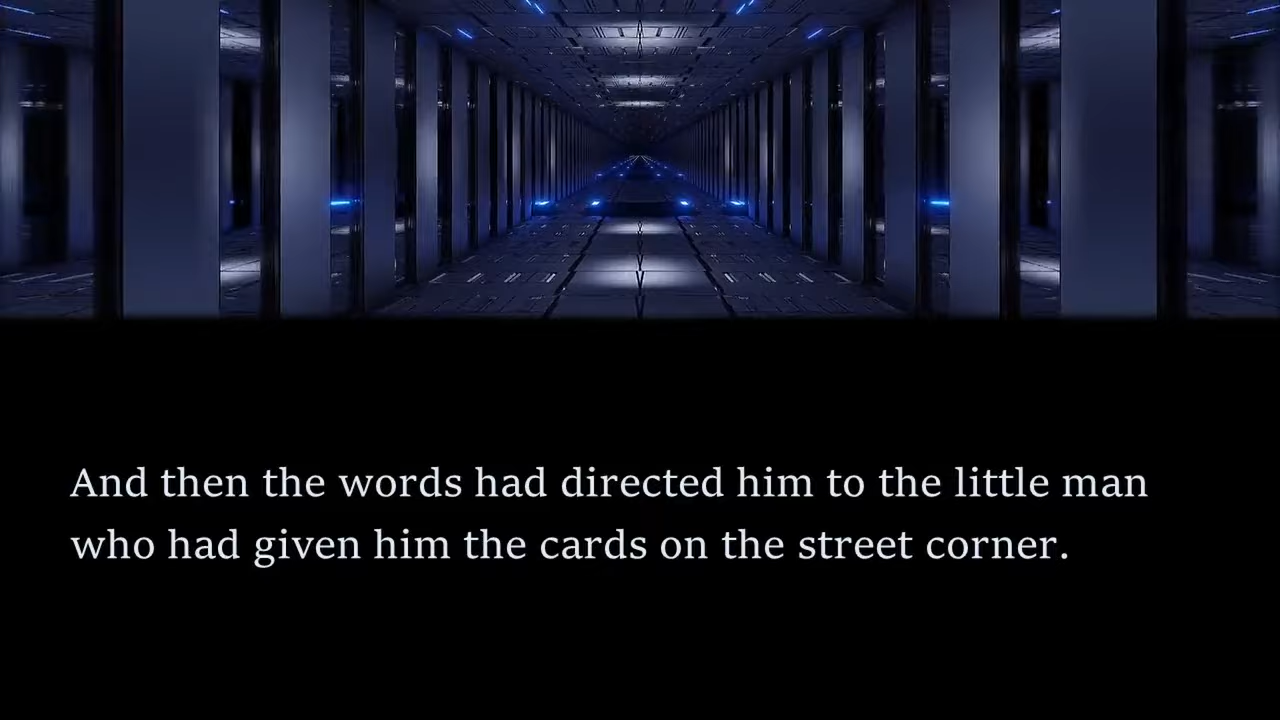 And then the words had directed him to the little man
who had given him the cards on the street corner.